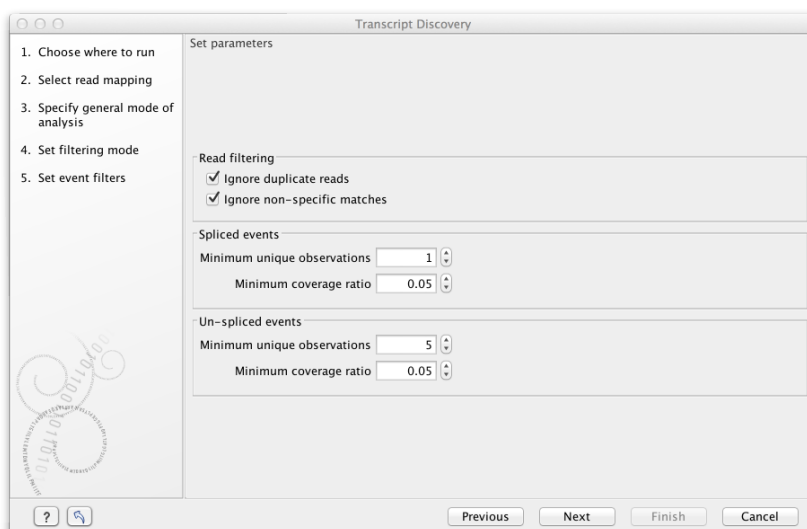 Transcript Discovery
1. Choose where to run
2. Select read mapping
3. Specify general mode of
analysis
4. Set filtering mode
5. Set event filters
Set parameters
Read filtering
Ignore duplicate reads
Ignore non-specific matches
Spliced events
Minimum unique observations 1
Minimum coverage ratio 0.05
Un-spliced events
Minimum unique observations 5
Minimum coverage ratio 0.05
? Previous Next Finish Cancel